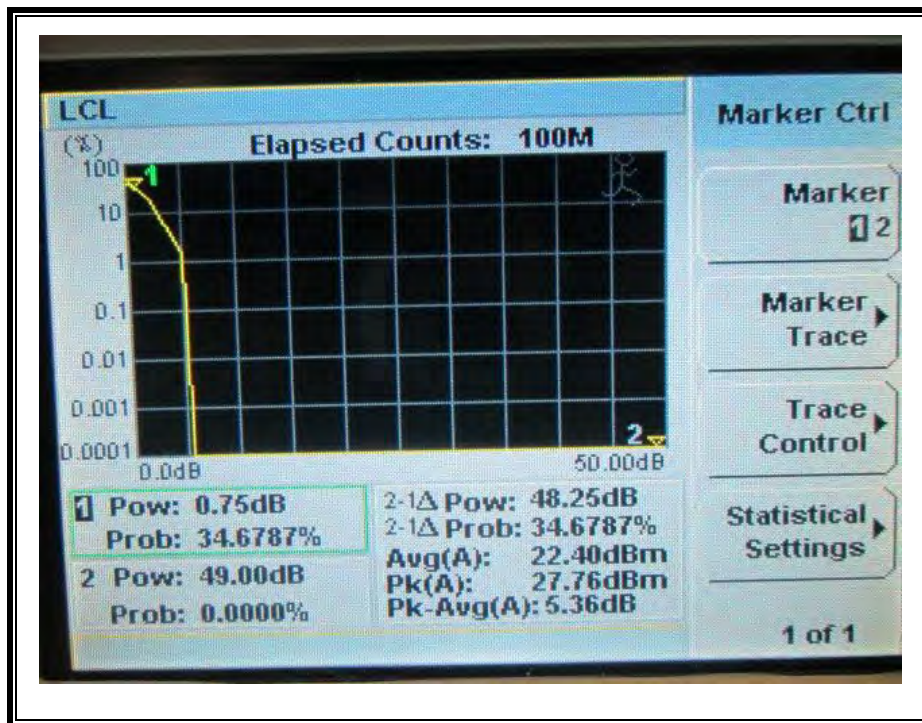 LCL
Marker Ctrl
(%)
Elapsed Counts: 100M
100
10
1
0.1
0.01
0.001
0.0001
1
2
0.0dB
50.00dB
Marker
1 2
Marker
Trace
Trace
Control
Statistical
Settings
1 of 1
1 Pow: 0.75dB
Prob: 34.6787%
2 Pow: 49.00dB
Prob: 0.0000%
2-1Δ Pow: 48.25dB
2-1Δ Prob: 34.6787%
Avg(A): 22.40dBm
Pk(A): 27.76dBm
Pk-Avg(A): 5.36dB